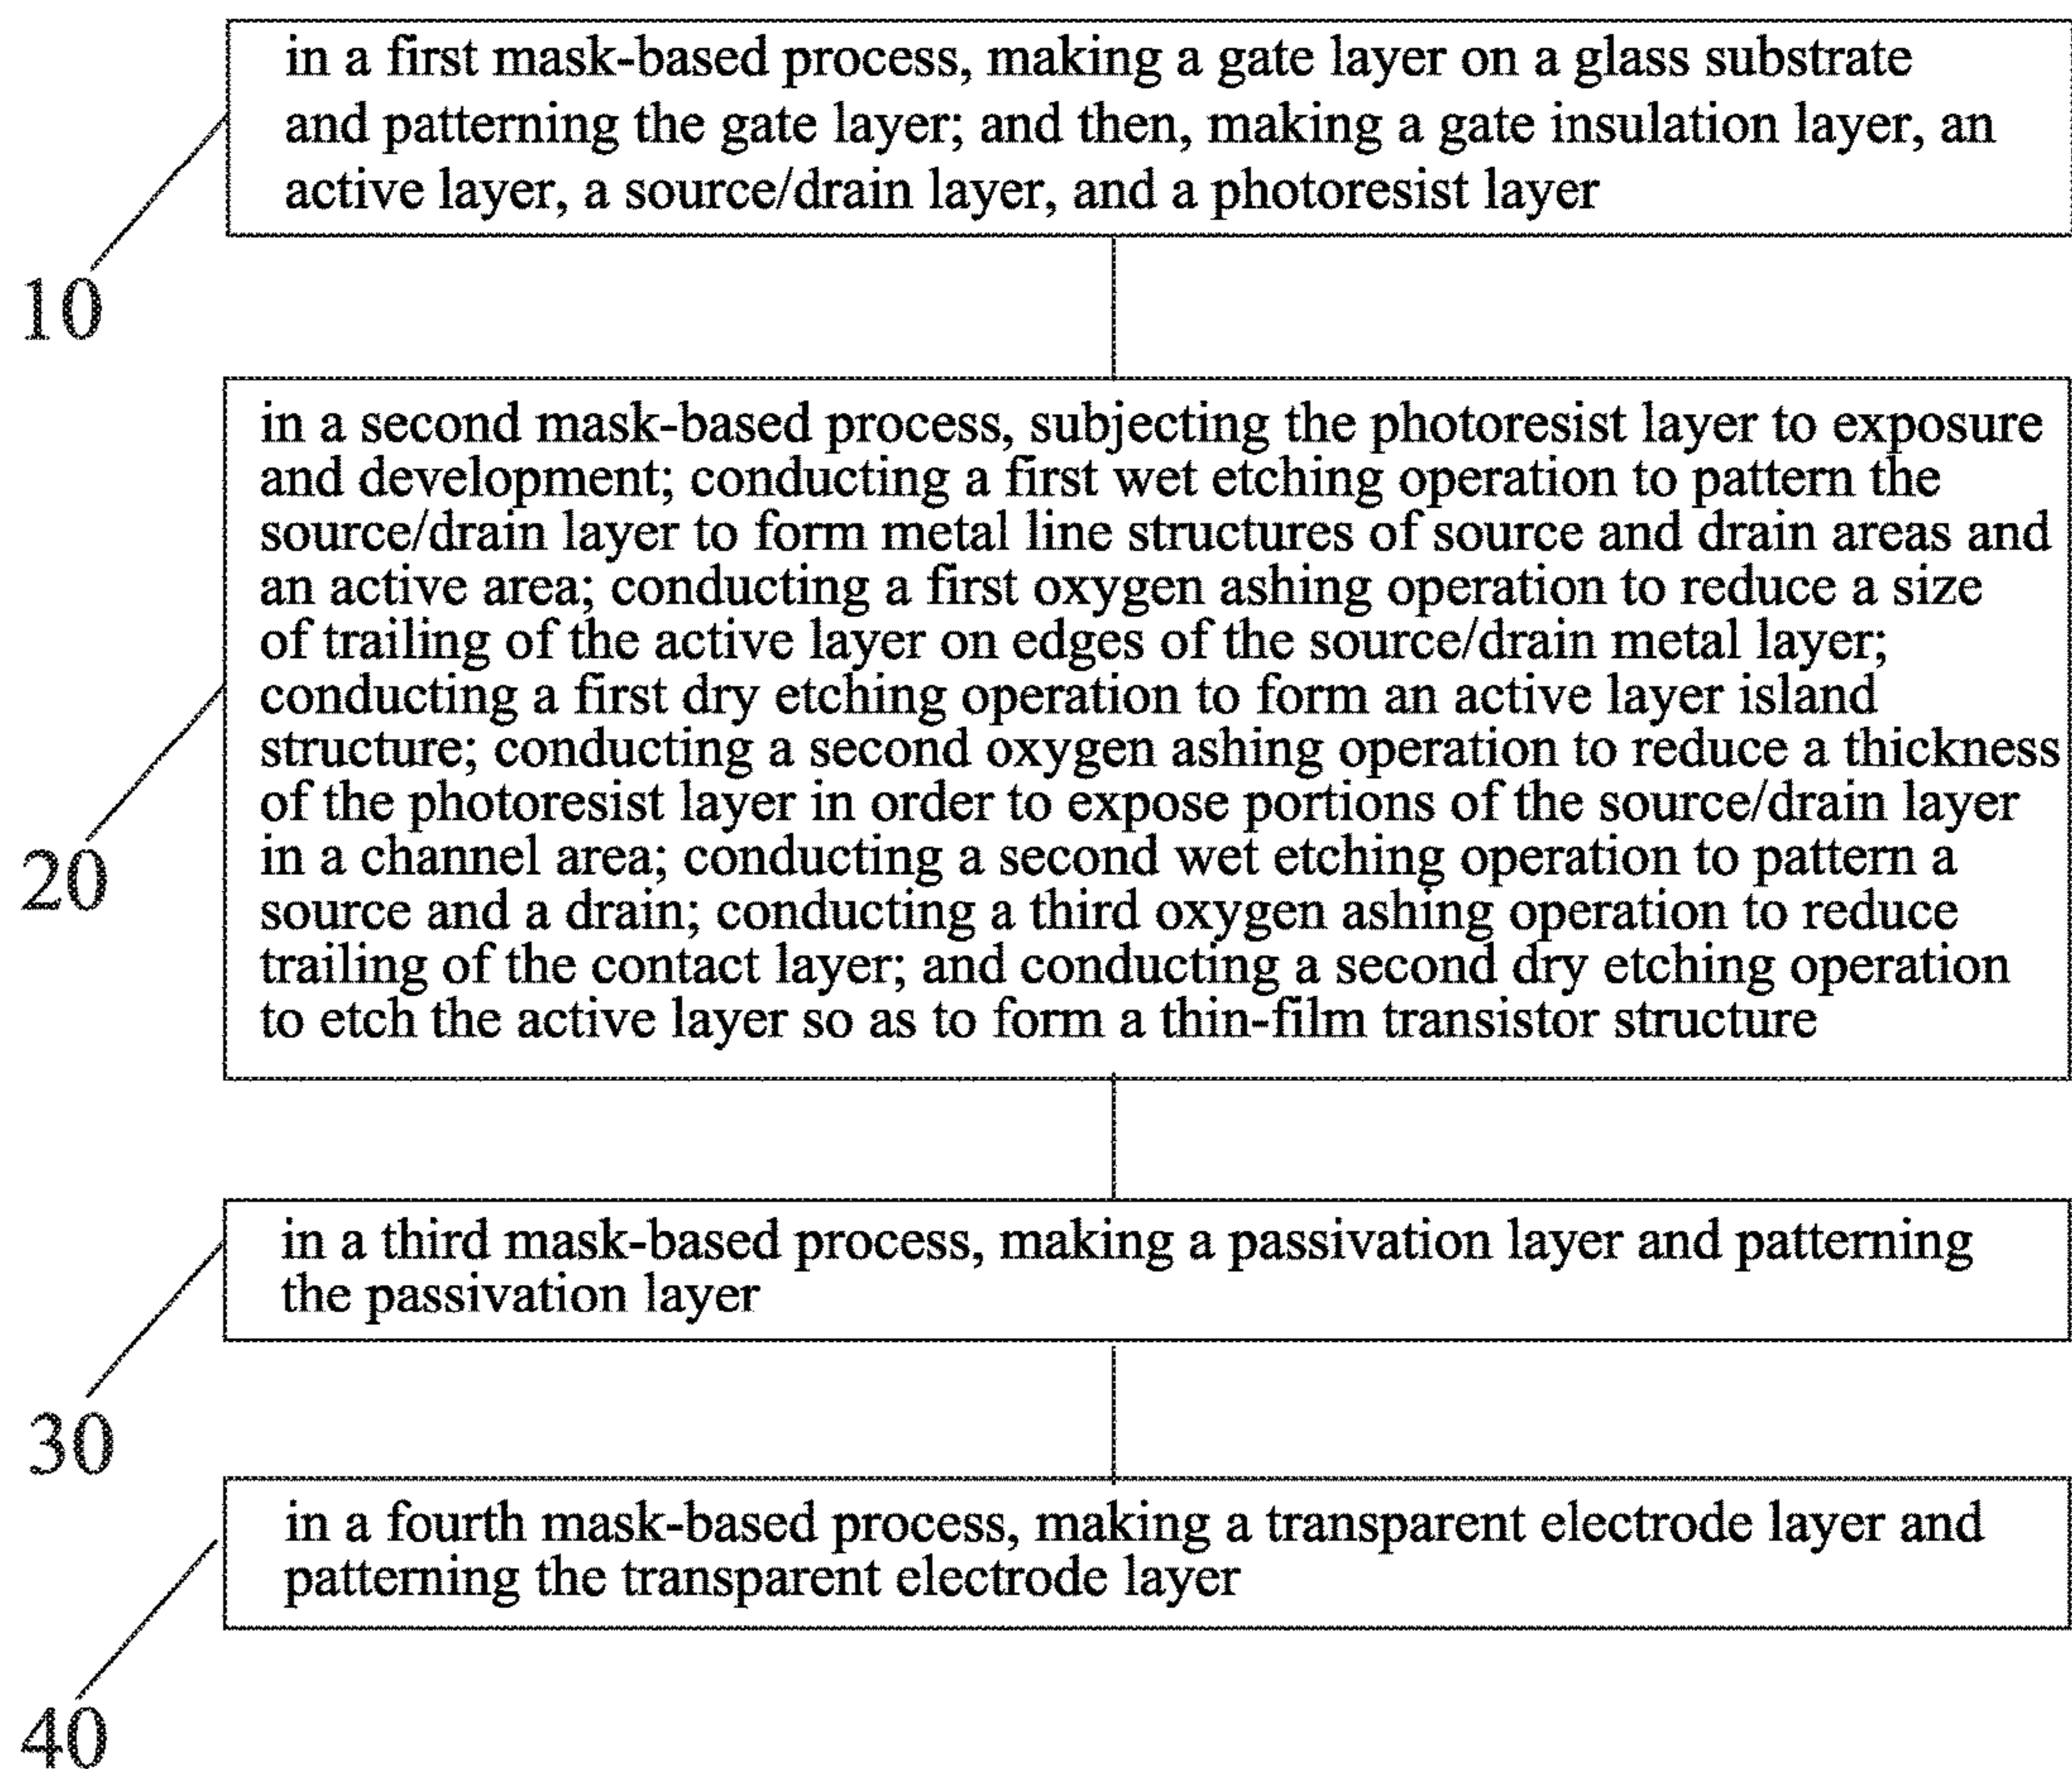 in a first mask-based process, making a gate layer on a glass substrate
and patterning the gate layer; and then, making a gate insulation layer, an
active layer, a source/drain layer, and a photoresist layer
10
in a second mask-based process, subjecting the photoresist layer to exposure
and development; conducting a first wet etching operation to pattern the
source/drain layer to form metal line structures of source and drain areas and
an active area; conducting a first oxygen ashing operation to reduce a size
of trailing of the active layer on edges of the source/drain metal layer;
conducting a first dry etching operation to form an active layer island
structure; conducting a second oxygen ashing operation to reduce a thickness
of the photoresist layer in order to expose portions of the source/drain layer
in a channel area; conducting a second wet etching operation to pattern a
source and a drain; conducting a third oxygen ashing operation to reduce
trailing of the contact layer; and conducting a second dry etching operation
to etch the active layer so as to form a thin-film transistor structure
20
in a third mask-based process, making a passivation layer and patterning
the passivation layer
30
in a fourth mask-based process, making a transparent electrode layer and
patterning the transparent electrode layer
40